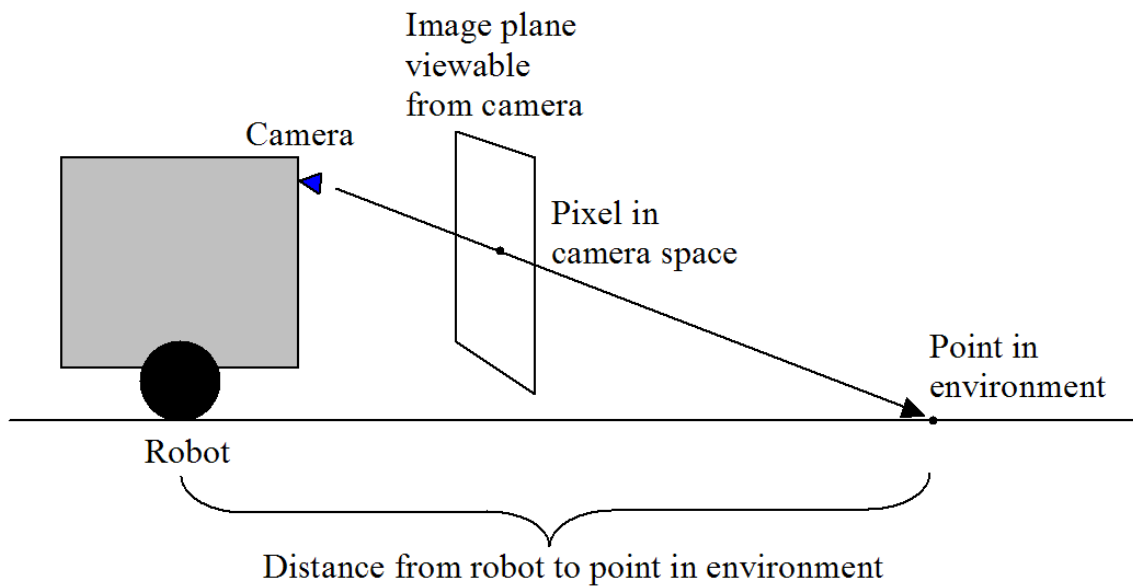 Image plane
viewable
from camera
Camera
Pixel in
camera space
Point in
environment
Robot
Distance from robot to point in environment